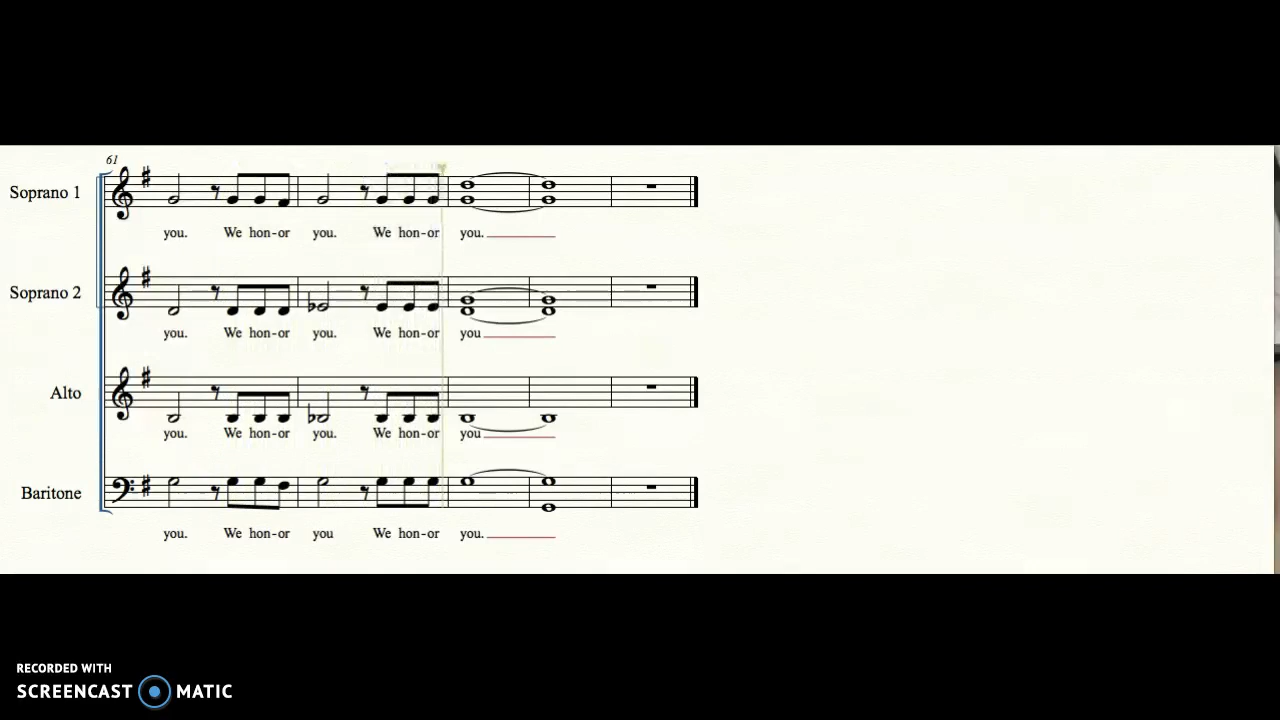 61
Soprano 1
you. We hon-or you. We hon-or you.
Soprano 2
you. We hon-or you. We hon-or you
Alto
you. We hon-or you. We hon-or you
Baritone
you. We hon-or you We hon-or you.
RECORDED WITH
SCREENCAST MATIC